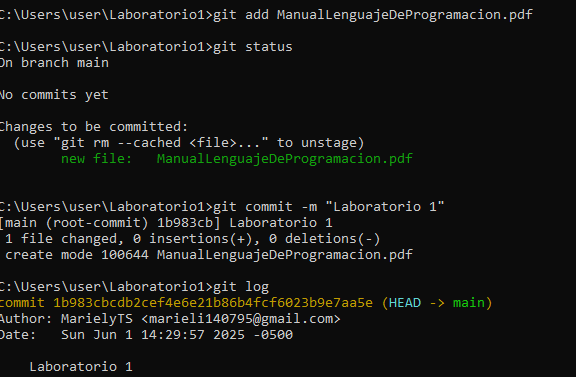 C:\Users\user\Laboratorio1>git add ManualLenguajeDeProgramacion.pdf
C:\Users\user\Laboratorio1>git status
On branch main
No commits yet
Changes to be committed:
(use "git rm --cached <file>..." to unstage)
new file: ManualLenguajeDeProgramacion.pdf
C:\Users\user\Laboratorio1>git commit -m "Laboratorio 1"
[main (root-commit) 1b983cb] Laboratorio 1
1 file changed, 0 insertions(+), 0 deletions(-)
create mode 100644 ManualLenguajeDeProgramacion.pdf
C:\Users\user\Laboratorio1>git log
commit 1b983cbcdb2cef4e6e21b86b4fcf6023b9e7aa5e (HEAD -> main)
Author: MarielyTS <marieli140795@gmail.com>
Date: Sun Jun 1 14:29:57 2025 -0500
Laboratorio 1